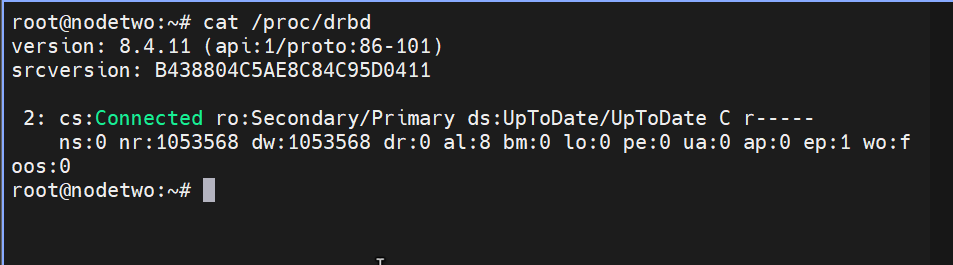 root@nodetwo:~# cat /proc/drbd
version: 8.4.11 (api:1/proto:86-101)
srcversion: B438804C5AE8C84C95D0411
2: cs:Connected ro:Secondary/Primary ds:UpToDate/UpToDate C r-----
ns:0 nr:1053568 dw:1053568 dr:0 al:8 bm:0 lo:0 pe:0 ua:0 ap:0 ep:1 wo:f
oos:0
root@nodetwo:~#